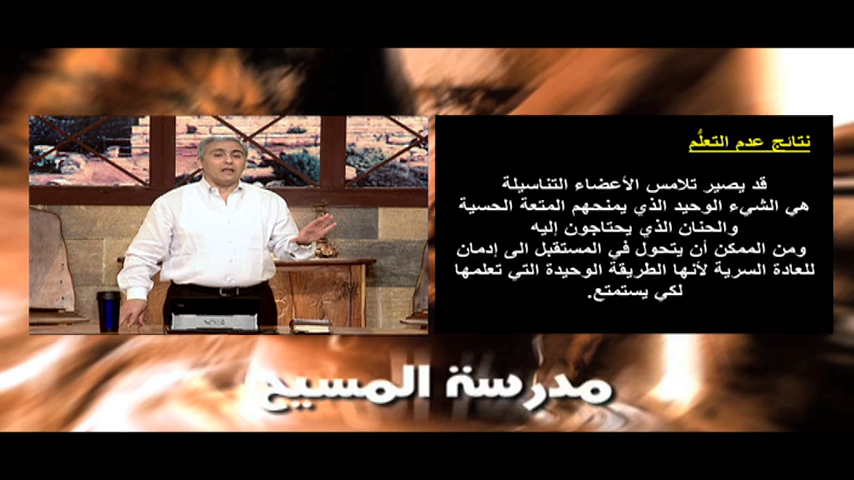 نتائج عدم التعلُّم
قد يصير تلامس الأعضاء التناسيلة
هي الشيء الوحيد الذي يمنحهم المتعة الحسية
والحنان الذي يحتاجون إليه
ومن الممكن أن يتحول في المستقبل الى إدمان
للعادة السرية لأنها الطريقة الوحيدة التي تعلمها
لكي يستمتع.
مدرسة المسيح